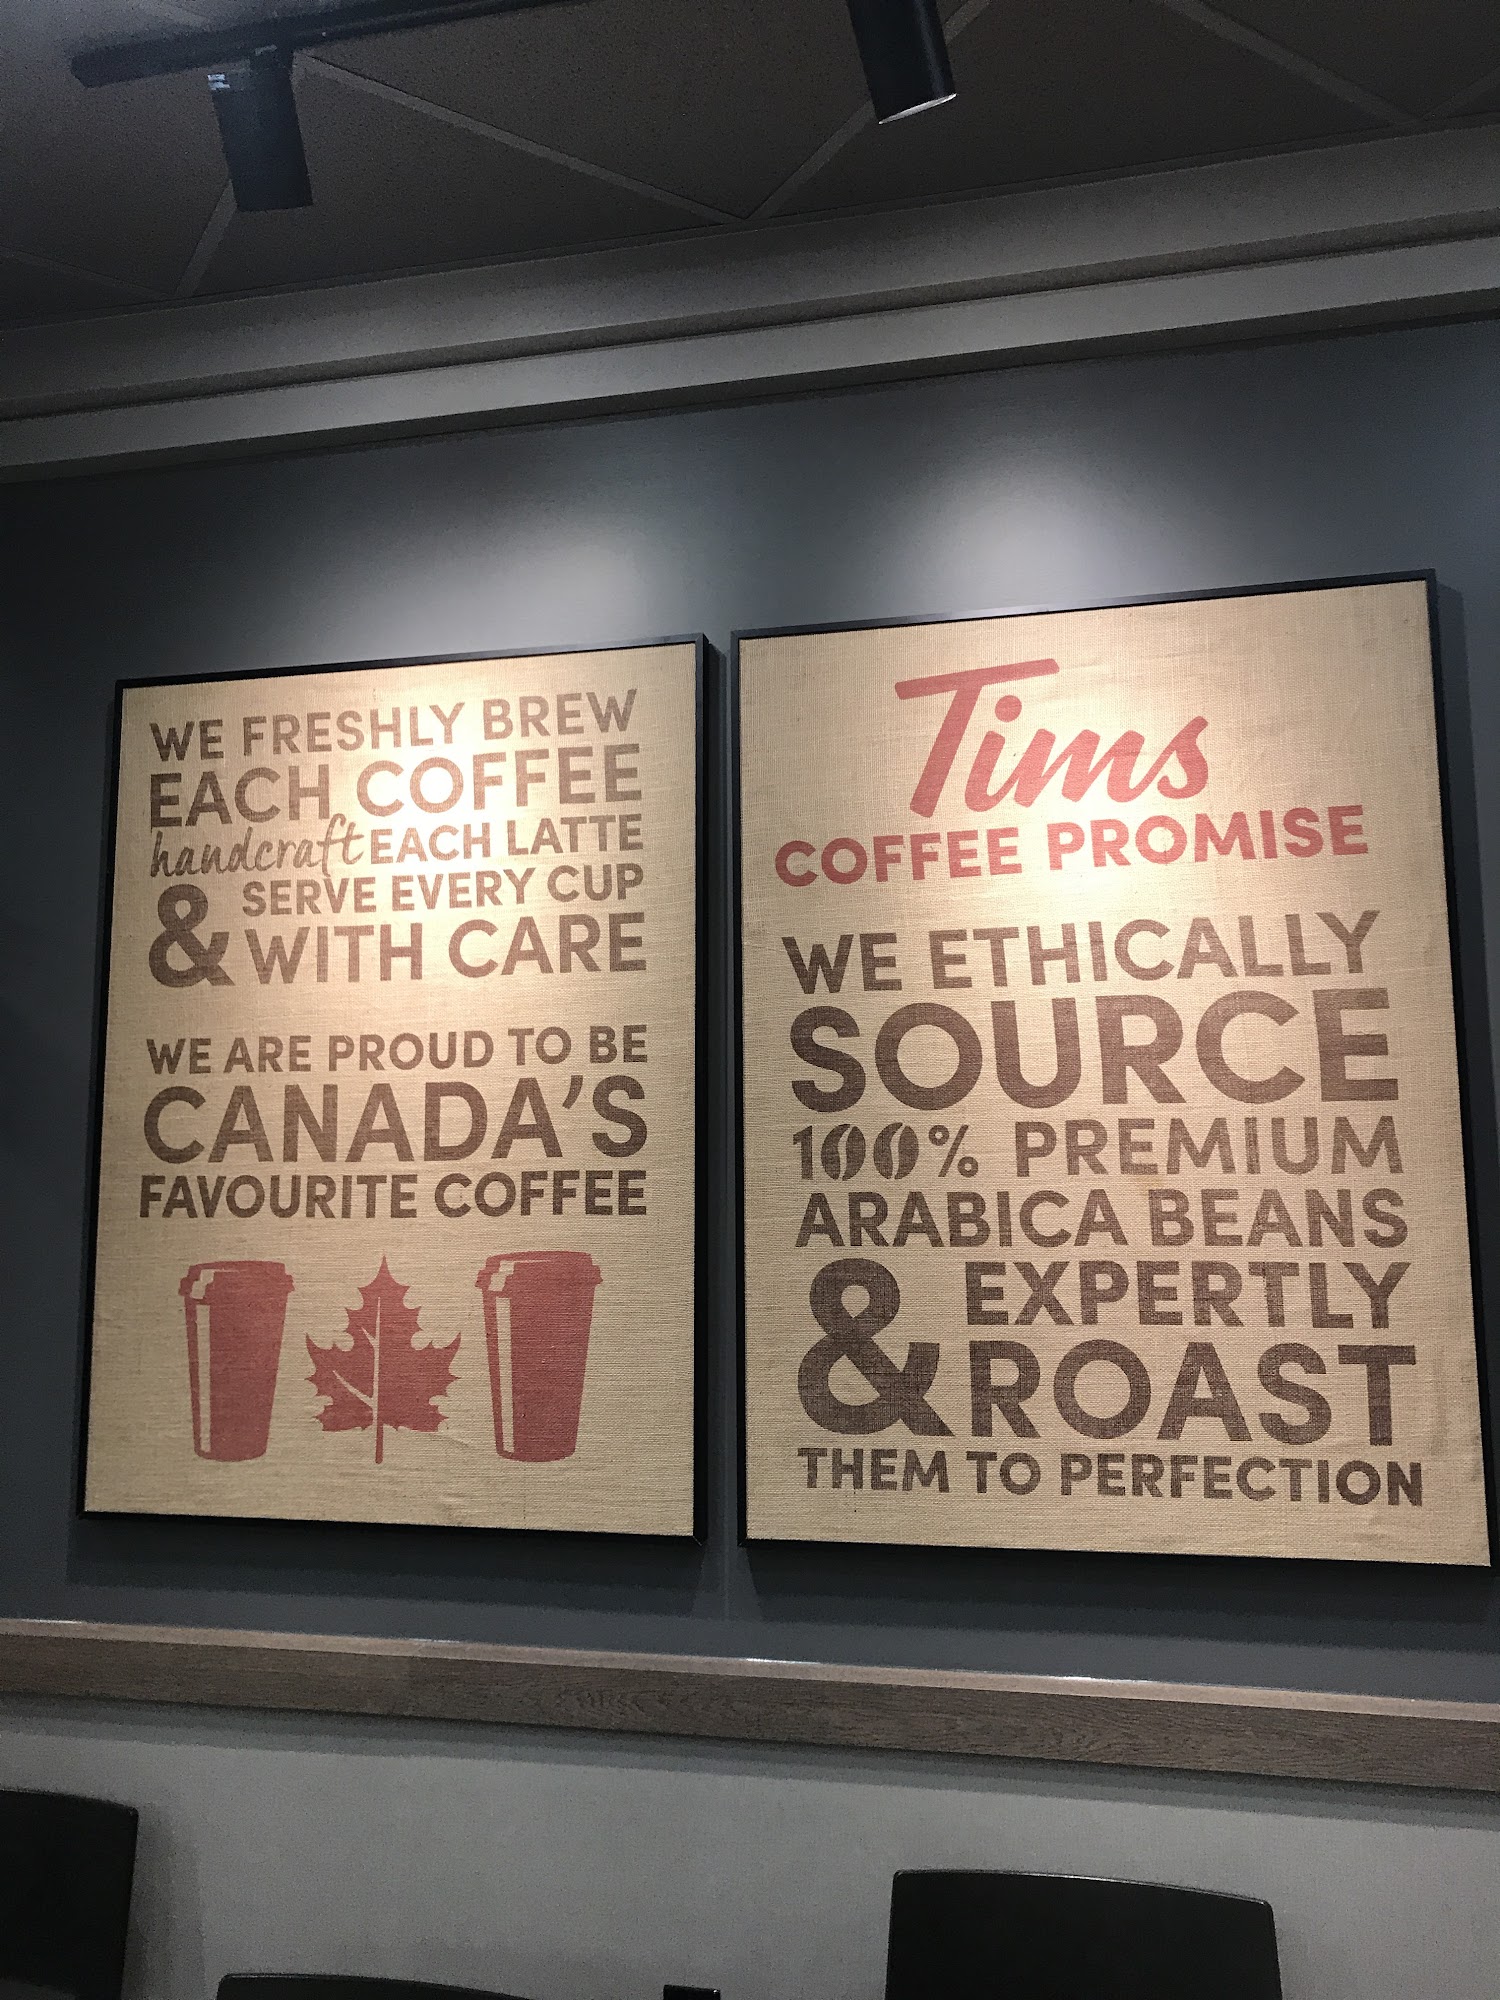 WE FRESHLY BREW
EACH COFFEE
handcraft EACH LATTE
& SERVE EVERY CUP
WITH CARE
WE ARE PROUD TO BE
CANADA'S
FAVOURITE COFFEE
Tims
COFFEE PROMISE
WE ETHICALLY
SOURCE
100% PREMIUM
ARABICA BEANS
& EXPERTLY
ROAST
THEM TO PERFECTION